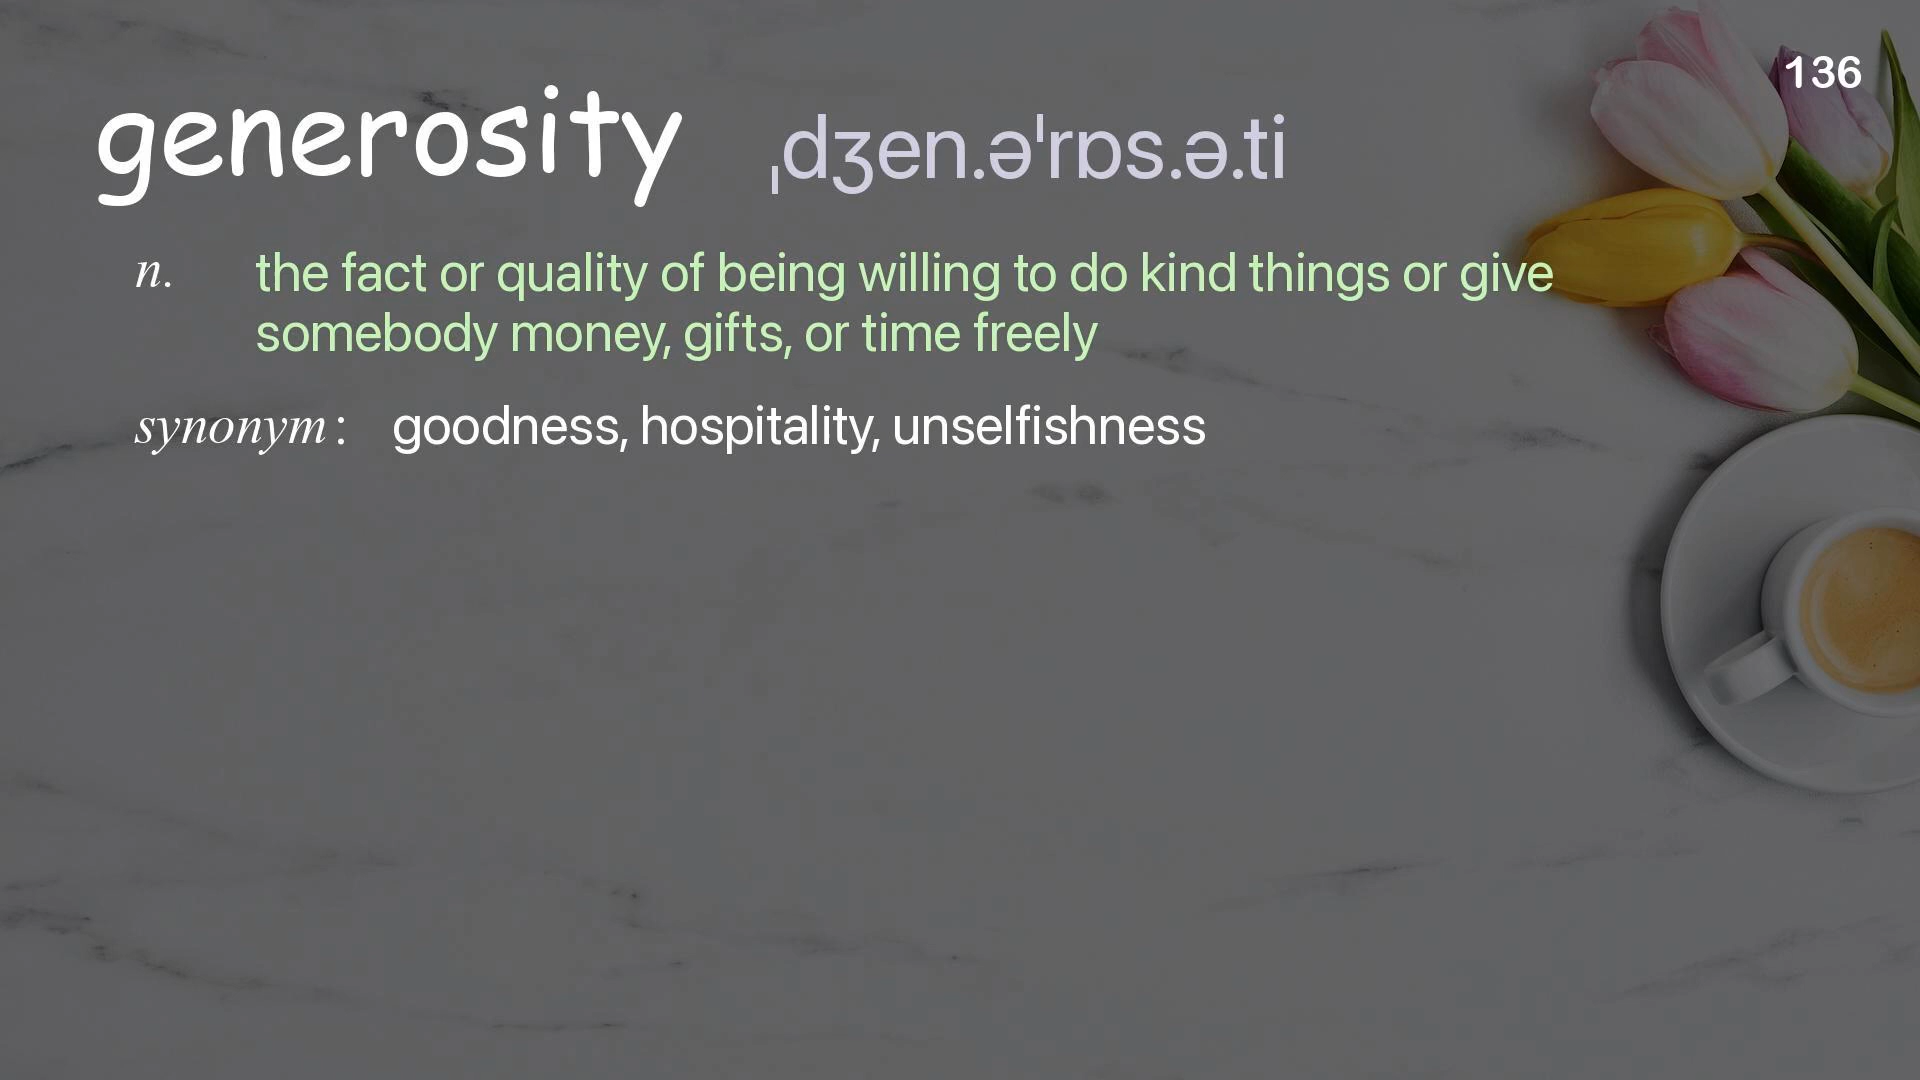 136
generosity ˌdʒen.əˈrɒs.ə.ti
n. the fact or quality of being willing to do kind things or give
somebody money, gifts, or time freely
synonym: goodness, hospitality, unselfishness